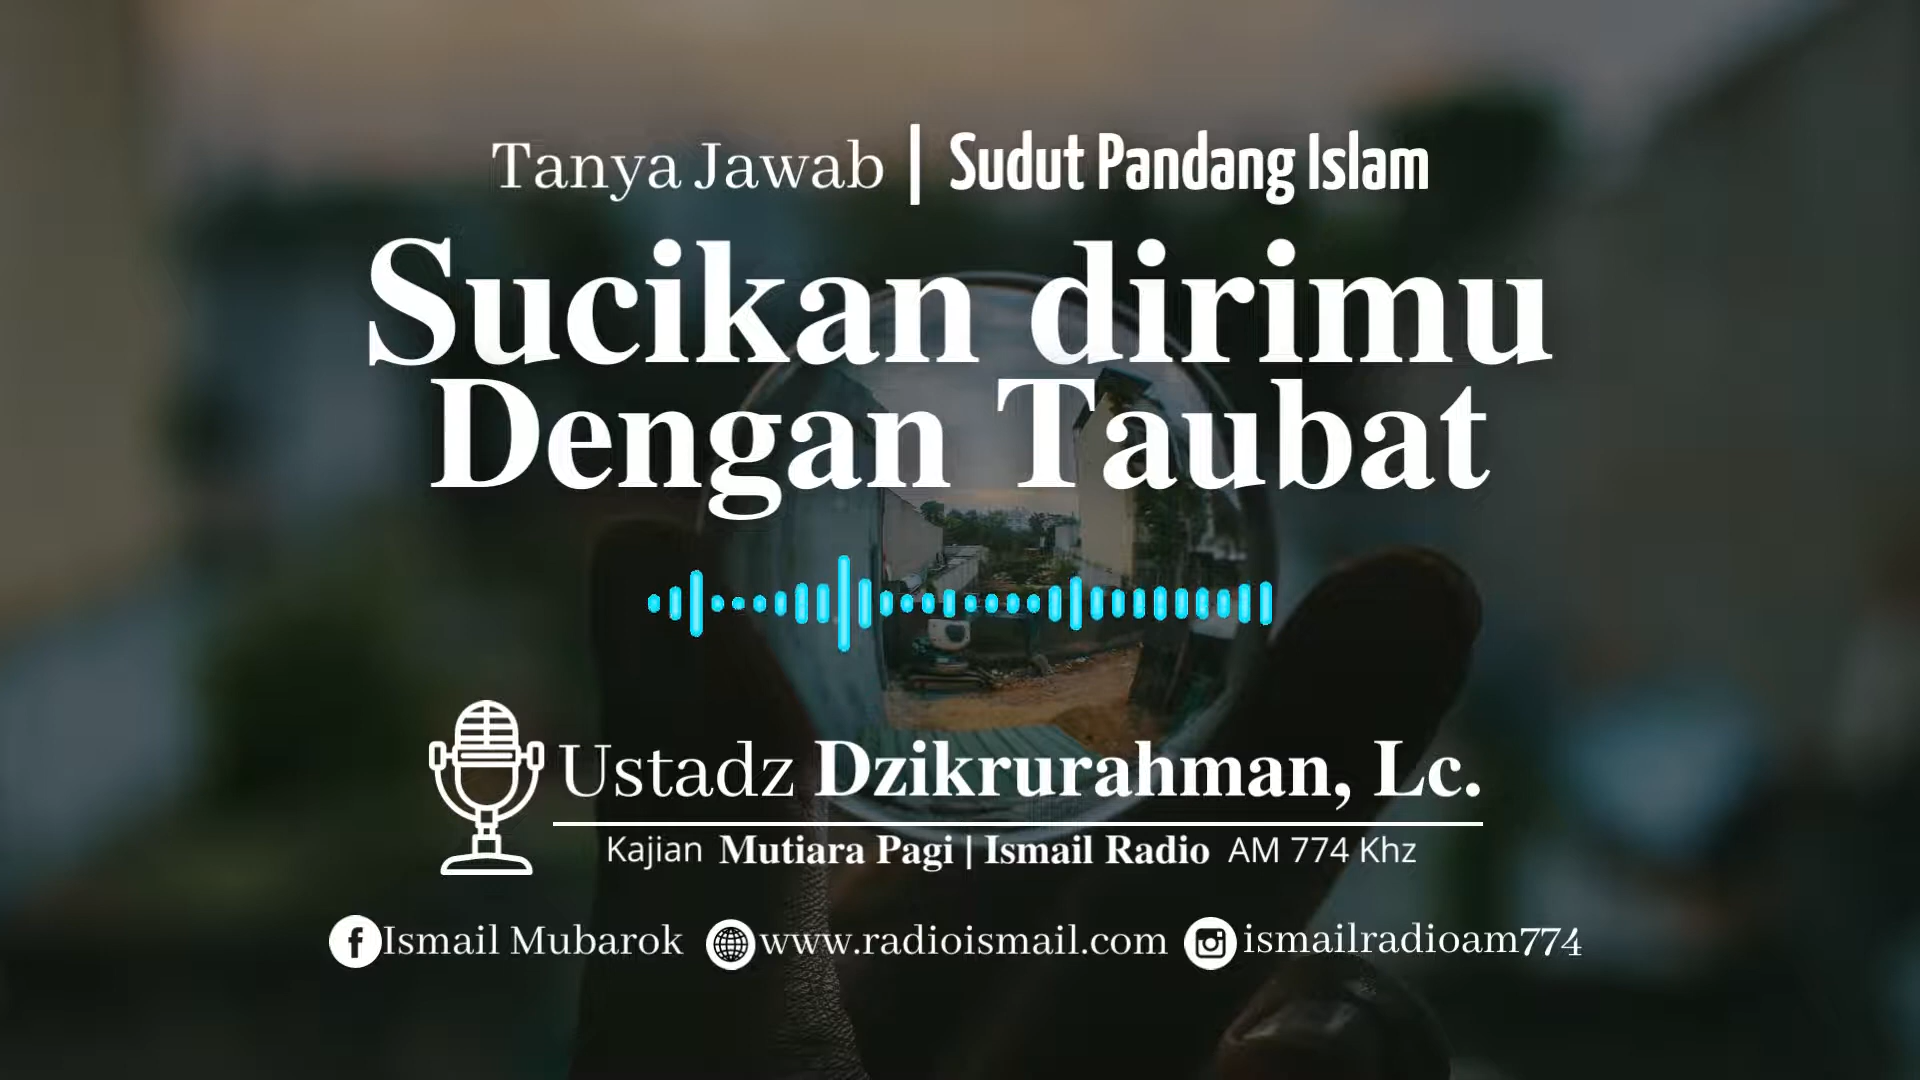 Tanya Jawab | Sudut Pandang Islam
Sucikan dirimu
Dengan Taubat
Ustadz Dzikrurahman, Lc.
Kajian Mutiara Pagi | Ismail Radio AM 774 Khz
Ismail Mubarok www.radioismail.com ismailradioam774